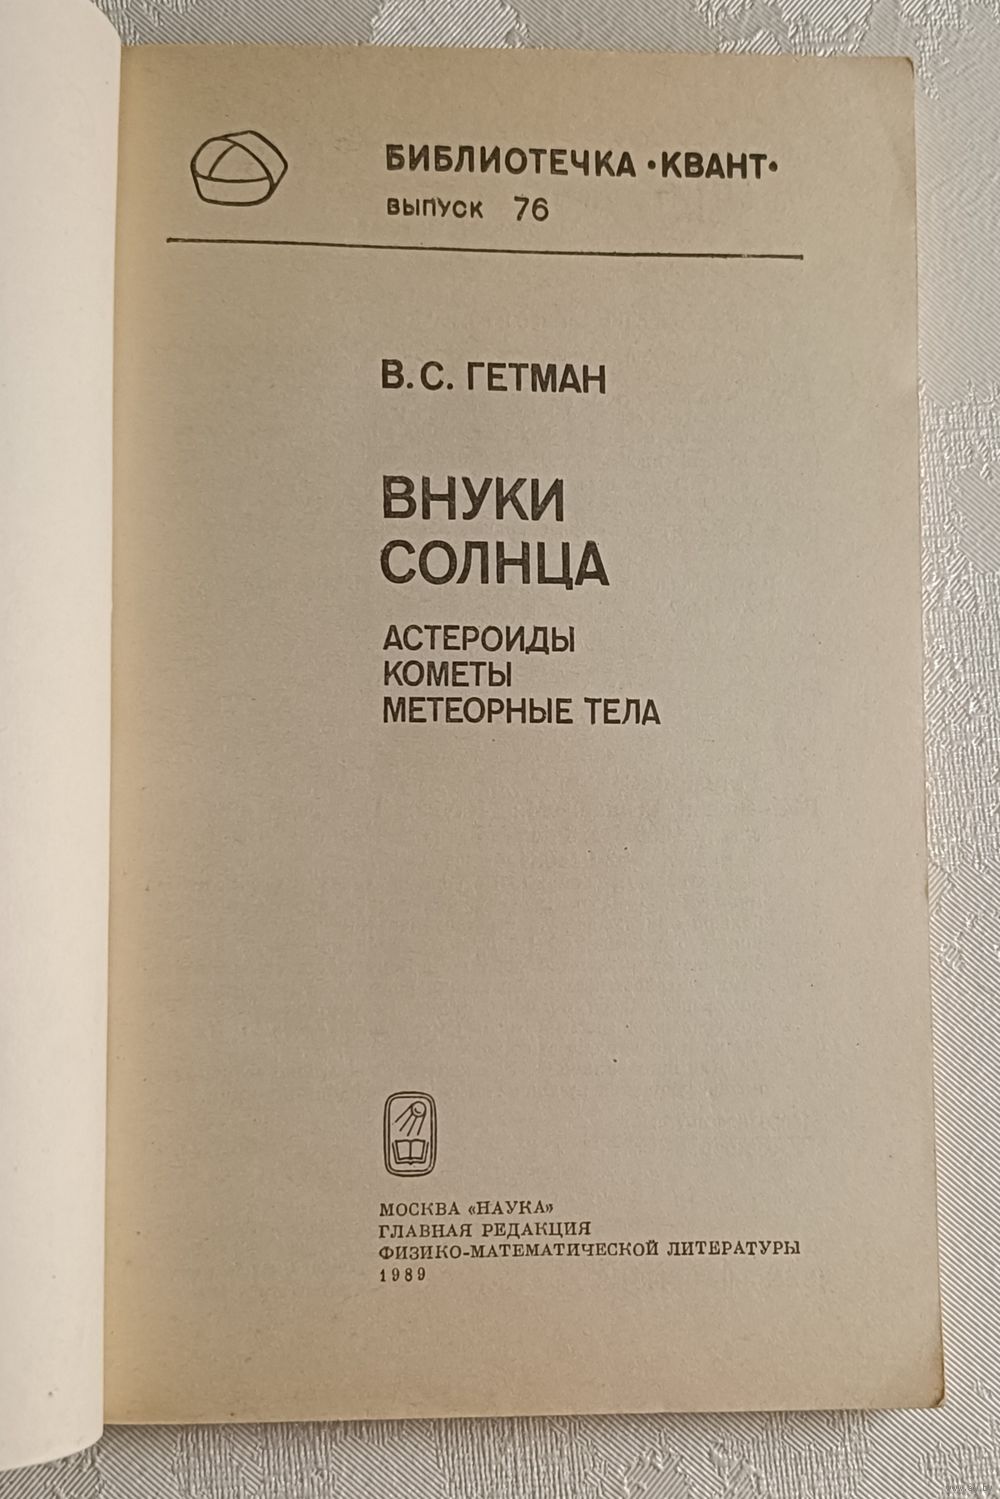 БИБЛИОТЕЧКА •КВАНТ•
ВЫПУСК 76
В. С. ГЕТМАН
ВНУКИ
СОЛНЦА
АСТЕРОИДЫ
КОМЕТЫ
МЕТЕОРНЫЕ ТЕЛА
МОСКВА «НАУКА»
ГЛАВНАЯ РЕДАКЦИЯ
ФИЗИКО-МАТЕМАТИЧЕСКОЙ ЛИТЕРАТУРЫ
1989